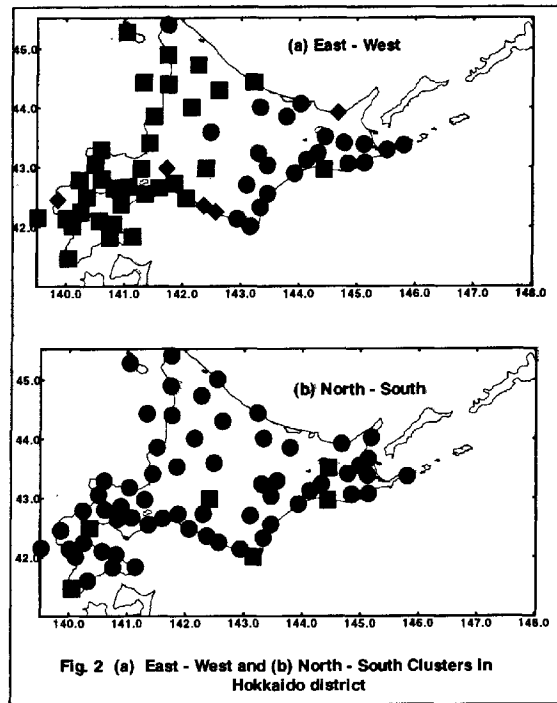 (a) East - West
45.0
44.0
43.0
42.0
140.0 141.0 142.0 143.0 144.0 145.0 146.0 147.0 148.0
(b) North - South
45.0
44.0
43.0
42.0
140.0 141.0 142.0 143.0 144.0 145.0 146.0 147.0 148.0
Fig. 2 (a) East - West and (b) North - South Clusters in
Hokkaido district